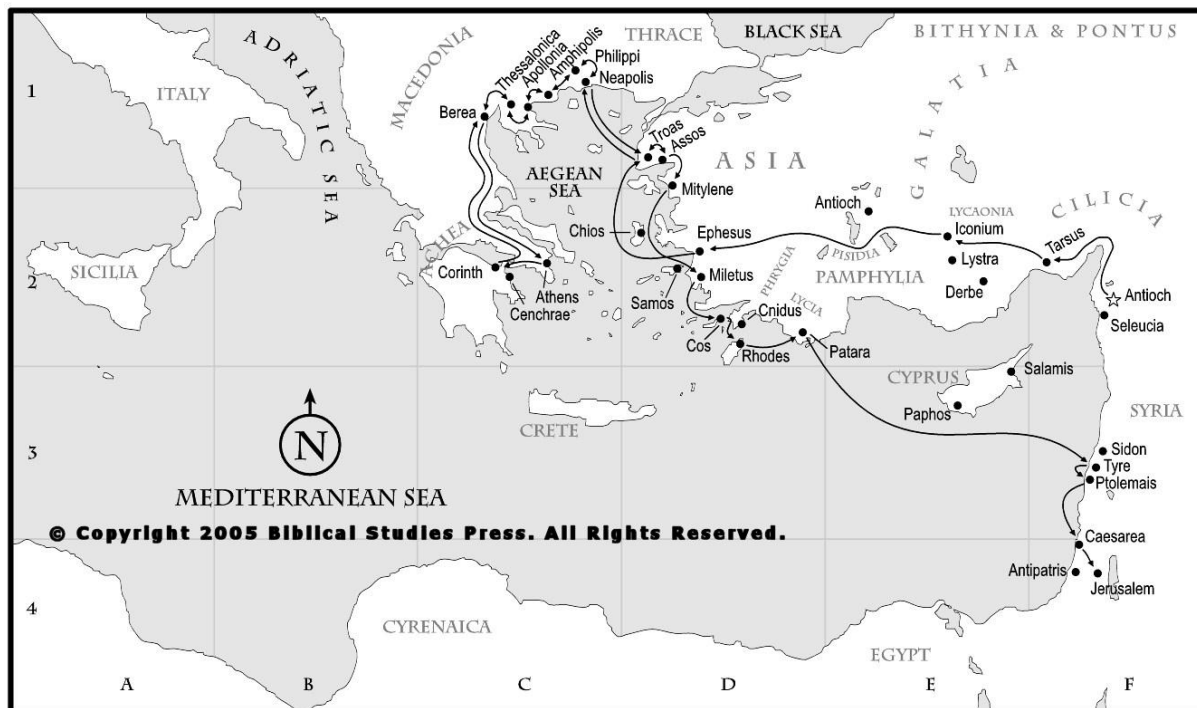 BLACK SEA
BITHYNIA & PONTUS
THRACE
ADRIATIC SEA
MACEDONIA
GALATIA
Thessalonica
Apollonia
Amphipolis
Philippi
Neapolis
1
ITALY
Berea
Troas
Assos
ASIA
AEGEAN
SEA
Mitylene
Antioch
LYCAONIA
CILICIA
Chios
Ephesus
Iconium
ACHEA
PISIDIA
Tarsus
SICILIA
Corinth
Lystra
2
Miletus
PHRYGIA
PAMPHYLIA
Athens
Samos
Derbe
Antioch
Cenchrae
LYCIA
Cnidus
Seleucia
Cos
Rhodes
Patara
Salamis
CYPRUS
Paphos
SYRIA
CRETE
N
3
Sidon
Tyre
Ptolemais
MEDITERRANEAN SEA
© Copyright 2005 Biblical Studies Press. All Rights Reserved.
Caesarea
Antipatris
Jerusalem
4
CYRENAICA
EGYPT
A
B
C
D
E
F